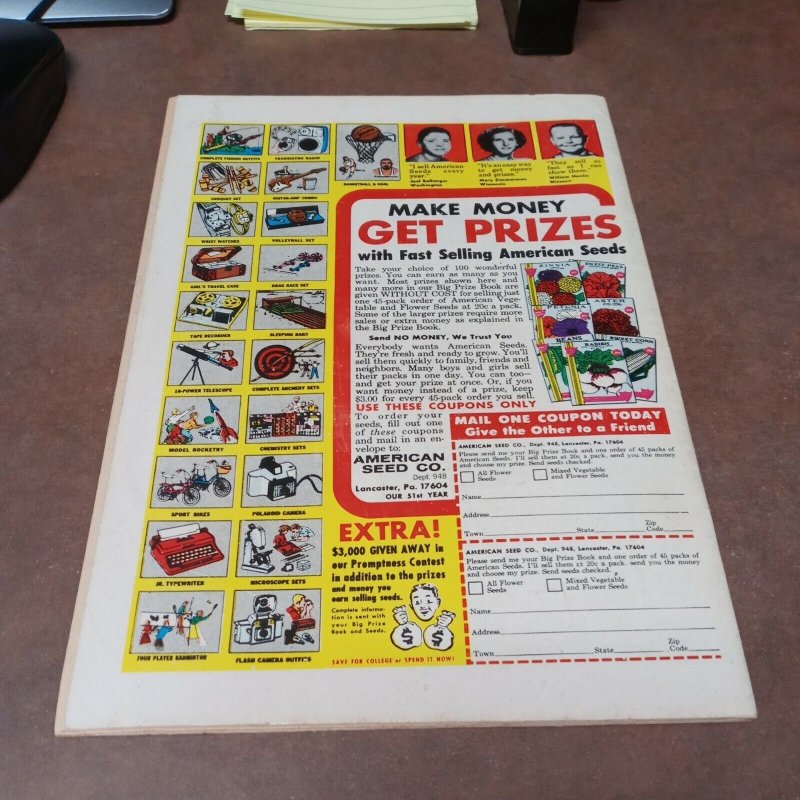 COMPLETE FISHING OUTFITS
TRANSISTOR RADIO
CROQUET SET
GUITAR-AMP COMBO
BASKETBALL & GOAL
WRIST WATCHES
VOLLEYBALL SET
GIRL'S TRAVEL CASE
DRAG RACE SET
TAPE RECORDER
SLEEPING BAGS
10-POWER TELESCOPE
COMPLETE ARCHERY SETS
MODEL ROCKETRY
CHEMISTRY SETS
SPORT BIKES
POLAROID CAMERA
JR. TYPEWRITER
MICROSCOPE SETS
FOUR PLAYER BADMINTON
FLASH CAMERA OUTFITS
"I sell American
Seeds every
year."
Washington
"It's an easy way
to get money
and prizes."
Mary Zimmerman
Wisconsin
"They sell as
fast as I can
show them."
William
Missouri
MAKE MONEY
GET PRIZES
with Fast Selling American Seeds
Take your choice of 100 wonderful
prizes. You can earn as many as you
want. Most prizes shown here and
many more in our Big Prize Book are
given WITHOUT COST for selling just
one 45-pack order of American Vege-
table and Flower Seeds at 20c a pack.
Some of the larger prizes require more
sales or extra money as explained in
the Big Prize Book.
Send NO MONEY, We Trust You
Everybody wants American Seeds.
They're fresh and ready to grow. You'll
sell them quickly to family, friends and
neighbors. Many boys and girls sell
their packs in one day. You can too—
and get your prize at once. Or, if you
want money instead of a prize, keep
$3.00 for every 45-pack order you sell.
ZINNIA
SWEET PEAS
PETUNIA
ASTER
BEANS
RADISH
SWEET CORN
USE THESE COUPONS ONLY
To order your
seeds, fill out one
of these coupons
and mail in an en-
velope to:
AMERICAN
SEED CO.
Dept. 948
Lancaster, Pa. 17604
OUR 51st YEAR
MAIL ONE COUPON TODAY
Give the Other to a Friend
AMERICAN SEED CO., Dept. 948, Lancaster, Pa. 17604
Please send me your Big Prize Book and one order of 45 packs of
American Seeds. I'll sell them at 20c a pack, send you the money
and choose my prize. Send seeds checked.
All Flower
Seeds
Mixed Vegetable
and Flower Seeds
Name
Address
Zip
Town State Code
AMERICAN SEED CO., Dept. 948, Lancaster, Pa. 17604
Please send me your Big Prize Book and one order of 45 packs of
American Seeds. I'll sell them at 20c a pack, send you the money
and choose my prize. Send seeds checked.
All Flower
Seeds
Mixed Vegetable
and Flower Seeds
Name
Address
Zip
Town State Code
EXTRA!
$3,000 GIVEN AWAY in
our Promptness Contest
in addition to the prizes
and money you
earn selling seeds.
Complete informa-
tion is sent with
your Big Prize
Book and Seeds.
$ $
SAVE FOR COLLEGE or SPEND IT NOW!